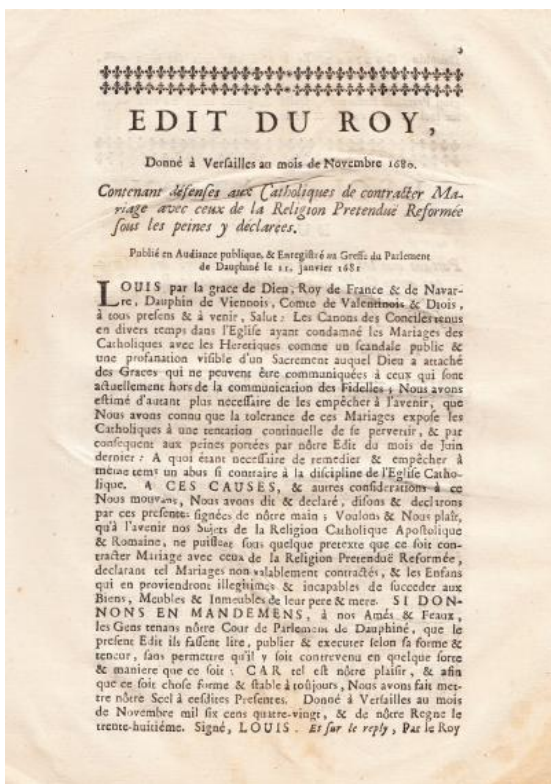 3
EDIT DU ROY,
Donné à Versailles au mois de Novembre 1680.
Contenant défenses aux Catholiques de contracter Ma-
riage avec ceux de la Religion Pretenduë Reformée
sous les peines y declarées.
Publié en Audiance publique, & Enregistré au Greffe du Parlement
de Dauphiné le 11. janvier 1681
LOUIS par la grace de Dieu, Roy de France & de Navar-
re, Dauphin de Viennois, Comte de Valentinois & Diois,
à tous presens & à venir, Salut: Les Canons des Conciles tenus
en divers temps dans l'Eglise ayant condamné les Mariages des
Catholiques avec les Heretiques comme un scandale public &
une profanation visible d'un Sacrement auquel Dieu a attaché
des Graces qui ne peuvent être communiquées à ceux qui sont
actuellement hors de la communication des Fidelles; Nous avons
estimé d'autant plus necessaire de les empêcher à l'avenir, que
Nous avons connu que la tolerance de ces Mariages expose les
Catholiques à une tentation continuelle de se pervertir, & par
consequent aux peines portées par nôtre Edit du mois de Juin
dernier: A quoi étant necessaire de remedier & empêcher à
même tems un abus si contraire à la discipline de l'Eglise Catho-
lique. A CES CAUSES, & autres considerations à ce
Nous mouvans, Nous avons dit & declaré, disons & declarons
par ces presentes signées de nôtre main; Voulons & Nous plaît,
qu'à l'avenir nos Sujets de la Religion Catholique Apostolique
& Romaine, ne puissent sous quelque pretexte que ce soit con-
tracter Mariage avec ceux de la Religion Pretenduë Reformée,
declarant tel Mariages non valablement contractés, & les Enfans
qui en proviendront illegitimes & incapables de succeder aux
Biens, Meubles & Inmeubles de leur pere & mere. SI DON-
NONS EN MANDEMENS, à nos Amés & Feaux,
les Gens tenans nôtre Cour de Parlement de Dauphiné, que le
present Edit ils fassent lire, publier & executer selon sa forme &
teneur, sans permettre qu'il y soit contrevenu en quelque sorte
& maniere que ce soit: CAR tel est nôtre plaisir, & afin
que ce soit chose ferme & stable à toûjours, Nous avons fait met-
tre nôtre Scel à cesdites Presentes. Donné à Versailles au mois
de Novembre mil six cens quatre-vingt, & de nôtre Regne le
trente-huitiéme. Signé, LOUIS. Et sur le reply, Par le Roy